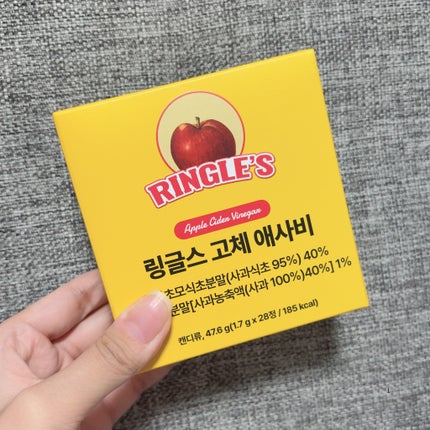 RINGLE'S
Apple Cider Vinegar
링글스 고체 애사비
초모식초분말(사과식초 95%) 40%
분말[사과농축액(사과 100%)40%] 1%
캔디류, 47.6 g(1.7 g x 28정 / 185 kcal)